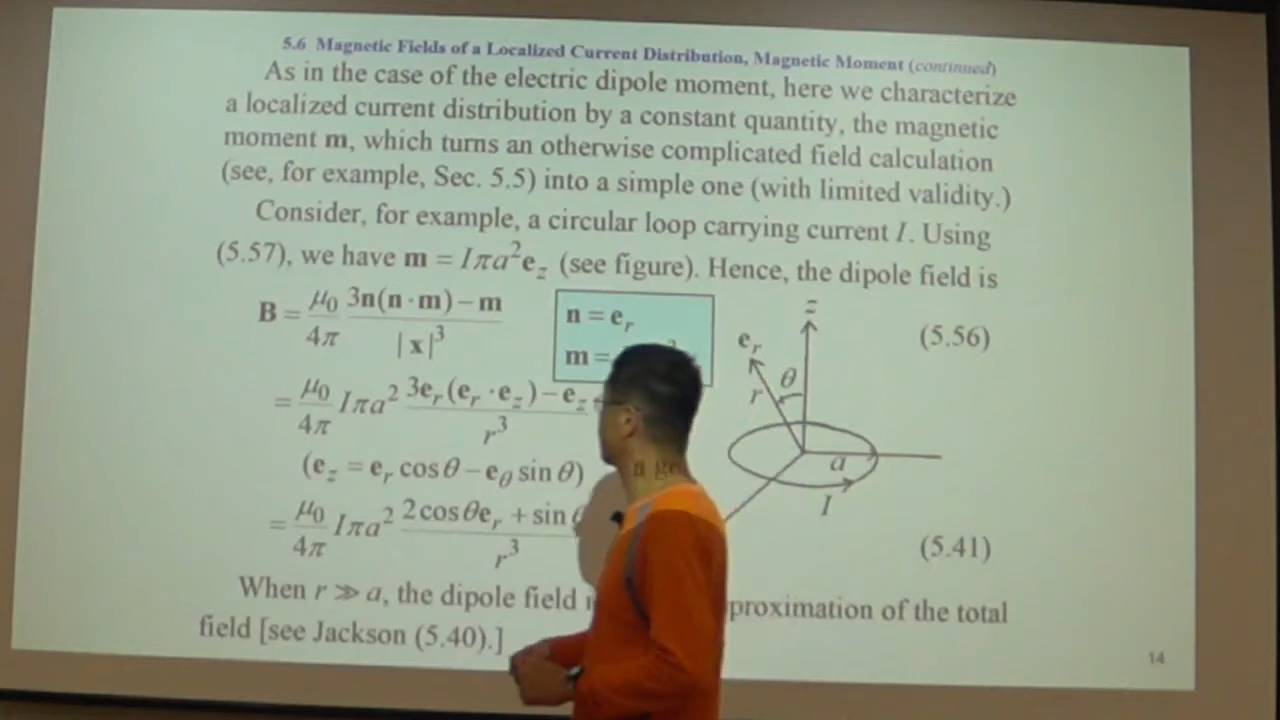 5.6 Magnetic Fields of a Localized Current Distribution, Magnetic Moment (continued)
As in the case of the electric dipole moment, here we characterize
a localized current distribution by a constant quantity, the magnetic
moment m, which turns an otherwise complicated field calculation
(see, for example, Sec. 5.5) into a simple one (with limited validity.)
Consider, for example, a circular loop carrying current I. Using
(5.57), we have m = Iπa²e_z (see figure). Hence, the dipole field is
B = μ₀/4π (3n(n · m) − m)/|x|³
n = e_r
m =
(5.56)
= μ₀/4π Iπa² (3e_r(e_r · e_z) − e_z)/r³
(e_z = e_r cosθ − e_θ sinθ)
= μ₀/4π Iπa² (2cosθe_r + sin)/r³
(5.41)
z
e_r
θ
r
a
I
When r ≫ a, the dipole field proximation of the total
field [see Jackson (5.40).]
14